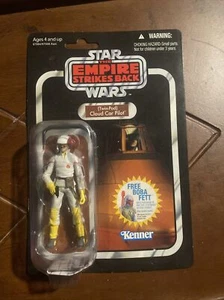 Ages 4 and up
WARNING:
CHOKING HAZARD - Small parts.
Not for children under 3 years.
STAR
THE
EMPIRE
STRIKES BACK
WARS
(Twin-Pod)
Cloud Car Pilot
FREE
BOBA
FETT
Kenner